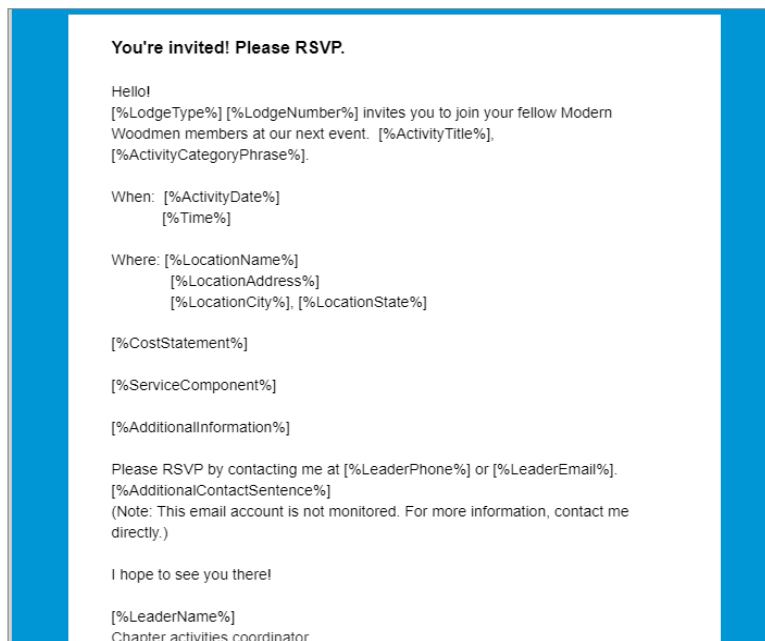 You're invited! Please RSVP.
Hello!
[%LodgeType%] [%LodgeNumber%] invites you to join your fellow Modern
Woodmen members at our next event.  [%ActivityTitle%],
[%ActivityCategoryPhrase%].
When:  [%ActivityDate%]
[%Time%]
Where: [%LocationName%]
[%LocationAddress%]
[%LocationCity%], [%LocationState%]
[%CostStatement%]
[%ServiceComponent%]
[%AdditionalInformation%]
Please RSVP by contacting me at [%LeaderPhone%] or [%LeaderEmail%].
[%AdditionalContactSentence%]
(Note: This email account is not monitored. For more information, contact me
directly.)
I hope to see you there!
[%LeaderName%]
Chapter activities coordinator